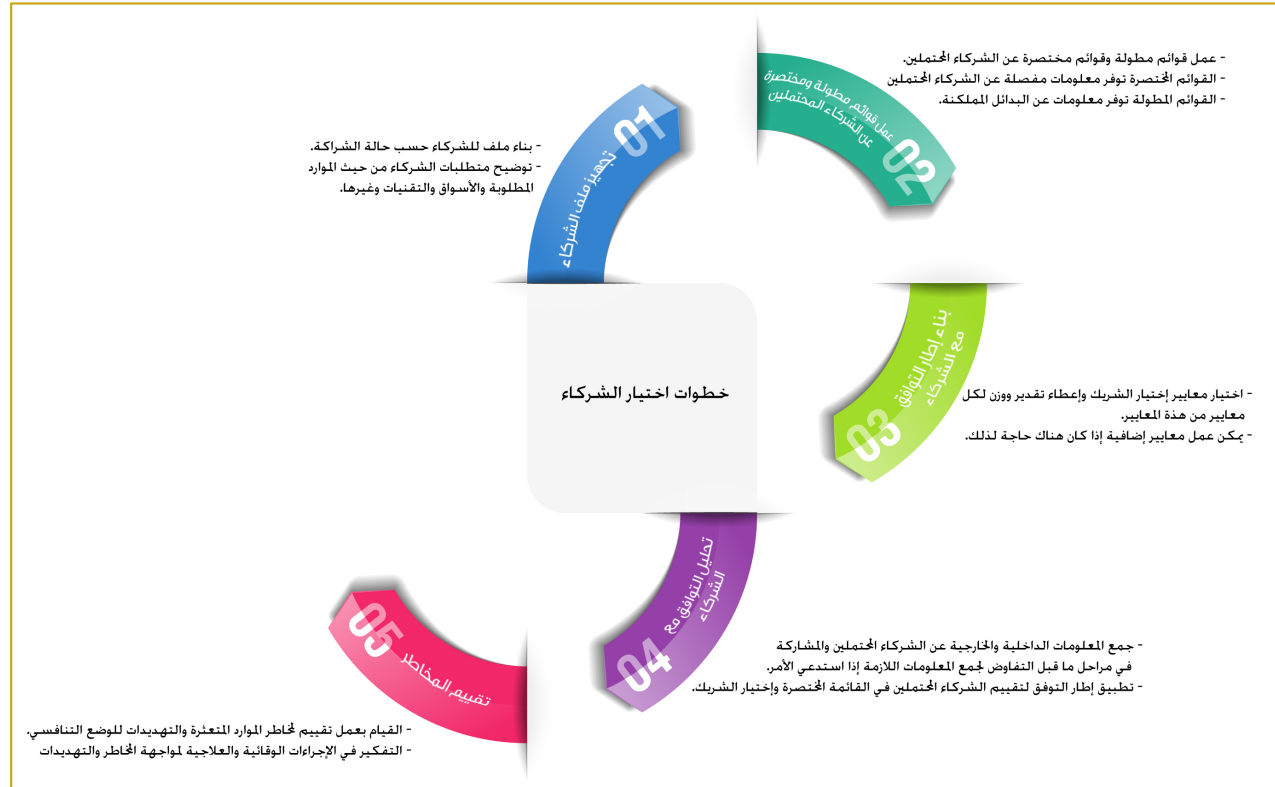 خطوات اختيار الشركاء
01
تجهيز ملف الشركاء
- بناء ملف للشركاء حسب حالة الشراكة.
- توضيح متطلبات الشركاء من حيث الموارد
المطلوبة والأسواق والتقنيات وغيرها.
02
عمل قوائم مطولة ومختصرة
عن الشركاء المحتملين
- عمل قوائم مطولة وقوائم مختصرة عن الشركاء المحتملين.
- القوائم المختصرة توفر معلومات مفصلة عن الشركاء المحتملين
- القوائم المطولة توفر معلومات عن البدائل المملكنة.
03
بناء إطار التوافق
مع الشركاء
- اختيار معايير إختيار الشريك وإعطاء تقدير ووزن لكل
معايير من هذة المعايير.
- يمكن عمل معايير إضافية إذا كان هناك حاجة لذلك.
04
تحليل التوافق مع
الشركاء
- جمع المعلومات الداخلية والخارجية عن الشركاء المحتملين والمشاركة
في مراحل ما قبل التفاوض لجمع المعلومات اللازمة إذا استدعي الأمر.
- تطبيق إطار التوفق لتقييم الشركاء المحتملين في القائمة المختصرة وإختيار الشريك.
05
تقييم المخاطر
- القيام بعمل تقييم لمخاطر الموارد المتعثرة والتهديدات للوضع التنافسي.
- التفكير في الإجراءات الوقائية والعلاجية لمواجهة المخاطر والتهديدات